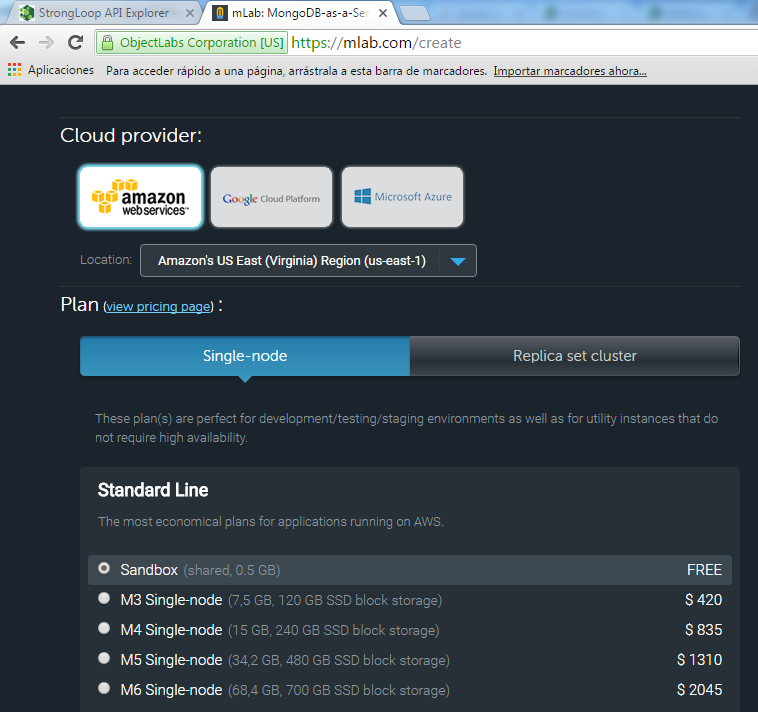 StrongLoop API Explorer
mLab: MongoDB-as-a-Ser
ObjectLabs Corporation [US] https://mlab.com/create
Aplicaciones Para acceder rápido a una página, arrástrala a esta barra de marcadores. Importar marcadores ahora...
Cloud provider:
amazon
web services™
Google Cloud Platform
Microsoft Azure
Location: Amazon's US East (Virginia) Region (us-east-1)
Plan (view pricing page) :
Single-node
Replica set cluster
These plan(s) are perfect for development/testing/staging environments as well as for utility instances that do
not require high availability.
Standard Line
The most economical plans for applications running on AWS.
Sandbox (shared, 0.5 GB) FREE
M3 Single-node (7,5 GB, 120 GB SSD block storage) $ 420
M4 Single-node (15 GB, 240 GB SSD block storage) $ 835
M5 Single-node (34,2 GB, 480 GB SSD block storage) $ 1310
M6 Single-node (68,4 GB, 700 GB SSD block storage) $ 2045